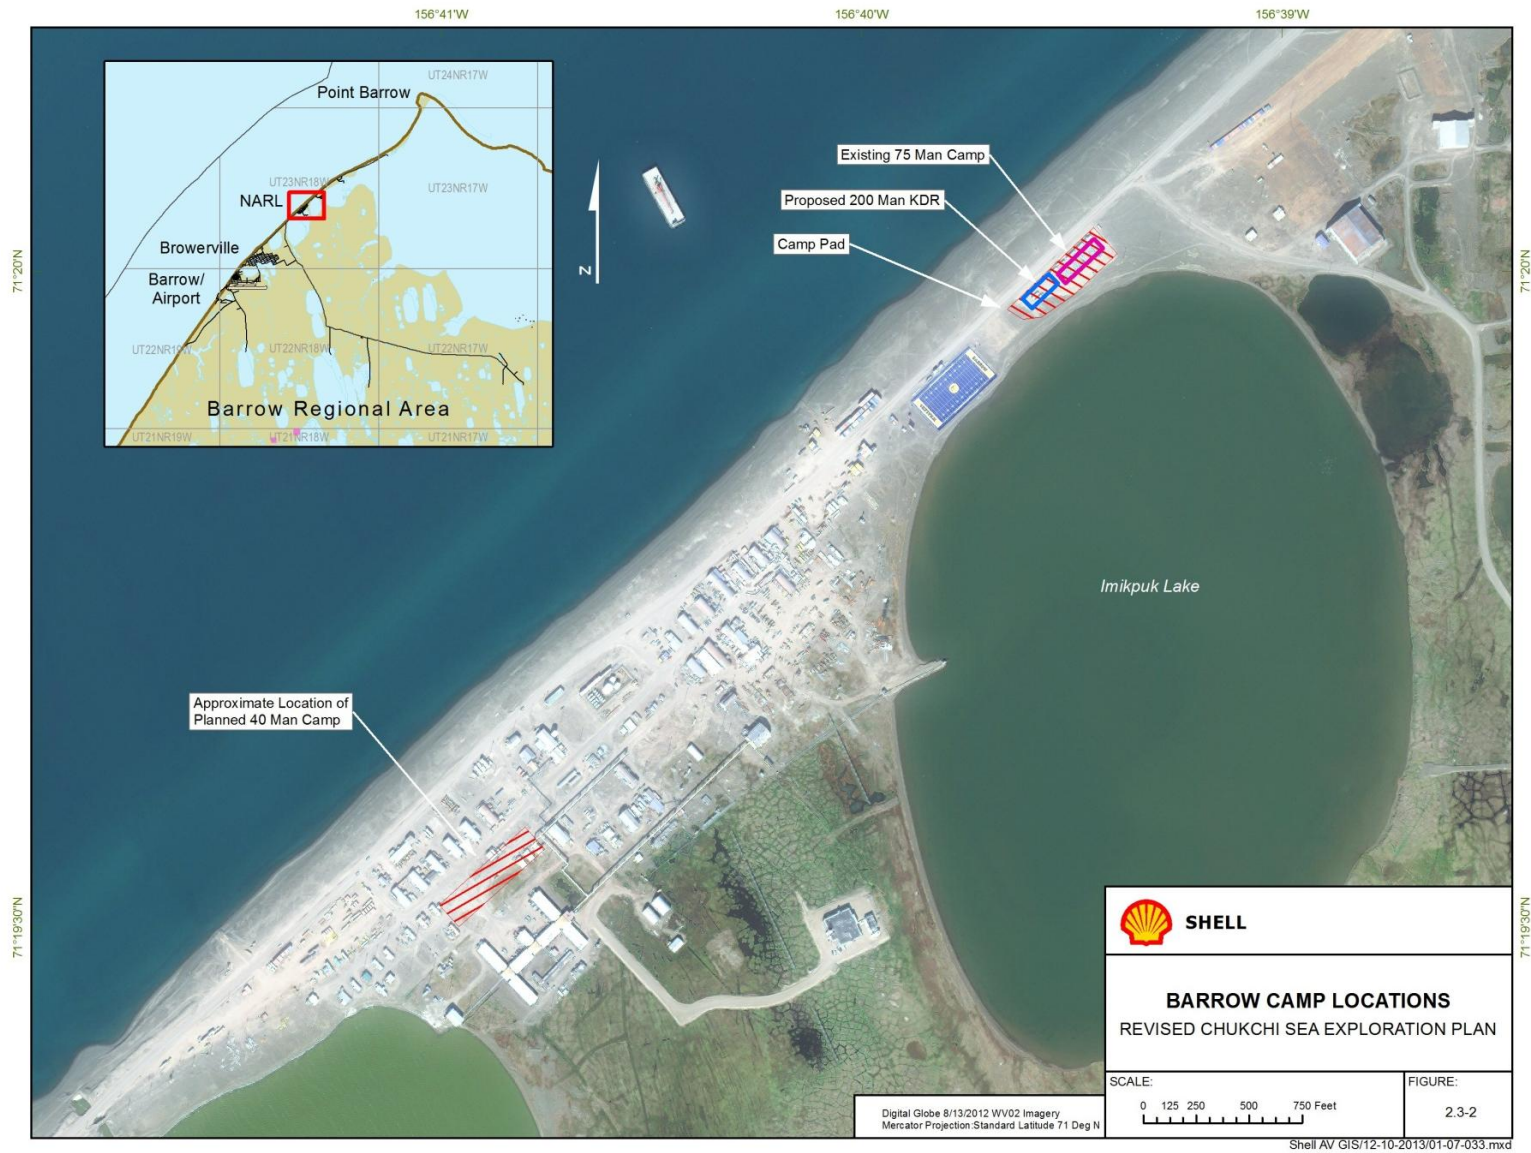 156°41'W
156°40'W
156°39'W
UT24NR17W
Point Barrow
UT23NR18W
UT23NR17W
NARL
Browerville
Barrow/
Airport
UT22NR19W
UT22NR18W
UT22NR17W
Barrow Regional Area
UT21NR19W
UT21NR18W
UT21NR17W
N
Existing 75 Man Camp
Proposed 200 Man KDR
Camp Pad
71°20'N
71°20'N
Imikpuk Lake
Approximate Location of
Planned 40 Man Camp
71°19'30"N
71°19'30"N
SHELL
BARROW CAMP LOCATIONS
REVISED CHUKCHI SEA EXPLORATION PLAN
SCALE:
0 125 250 500 750 Feet
FIGURE:
2.3-2
Digital Globe 8/13/2012 WV02 Imagery
Mercator Projection:Standard Latitude 71 Deg N
Shell AV GIS/12-10-2013/01-07-033.mxd